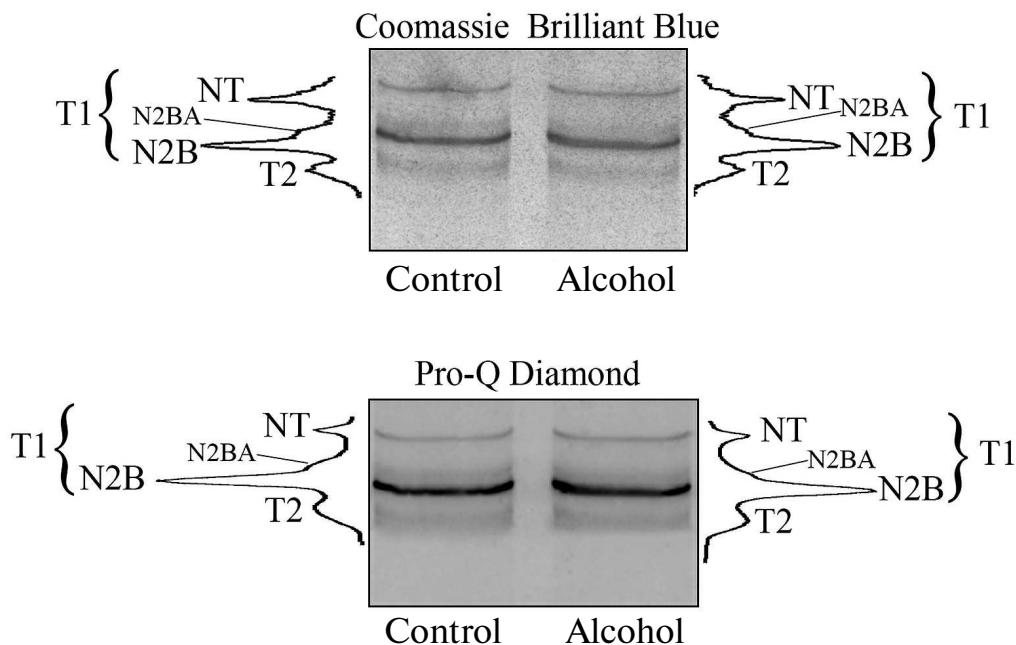 Coomassie Brilliant Blue
T1 { NT
N2BA
N2B
T2
NT
N2BA
N2B
T2
} T1
Control Alcohol
Pro-Q Diamond
T1 { NT
N2BA
N2B
T2
NT
N2BA
N2B
T2
} T1
Control Alcohol